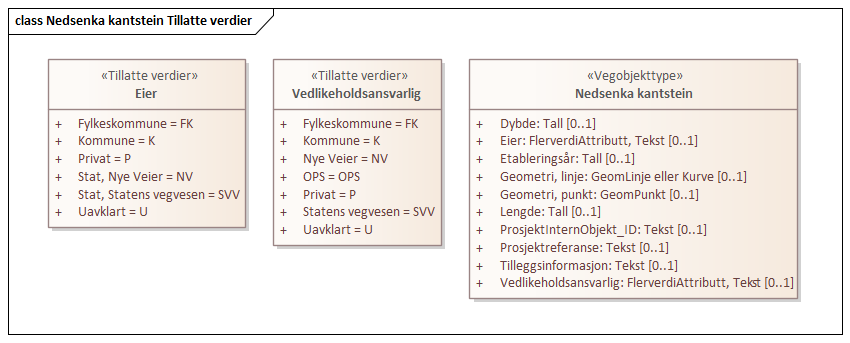 class Nedsenka kantstein Tillatte verdier
«Tillatte verdier»
Eier
+ Fylkeskommune = FK
+ Kommune = K
+ Privat = P
+ Stat, Nye Veier = NV
+ Stat, Statens vegvesen = SVV
+ Uavklart = U
«Tillatte verdier»
Vedlikeholdsansvarlig
+ Fylkeskommune = FK
+ Kommune = K
+ Nye Veier = NV
+ OPS = OPS
+ Privat = P
+ Statens vegvesen = SVV
+ Uavklart = U
«Vegobjekttype»
Nedsenka kantstein
+ Dybde: Tall [0..1]
+ Eier: FlerverdiAttributt, Tekst [0..1]
+ Etableringsår: Tall [0..1]
+ Geometri, linje: GeomLinje eller Kurve [0..1]
+ Geometri, punkt: GeomPunkt [0..1]
+ Lengde: Tall [0..1]
+ ProsjektInternObjekt_ID: Tekst [0..1]
+ Prosjektreferanse: Tekst [0..1]
+ Tilleggsinformasjon: Tekst [0..1]
+ Vedlikeholdsansvarlig: FlerverdiAttributt, Tekst [0..1]